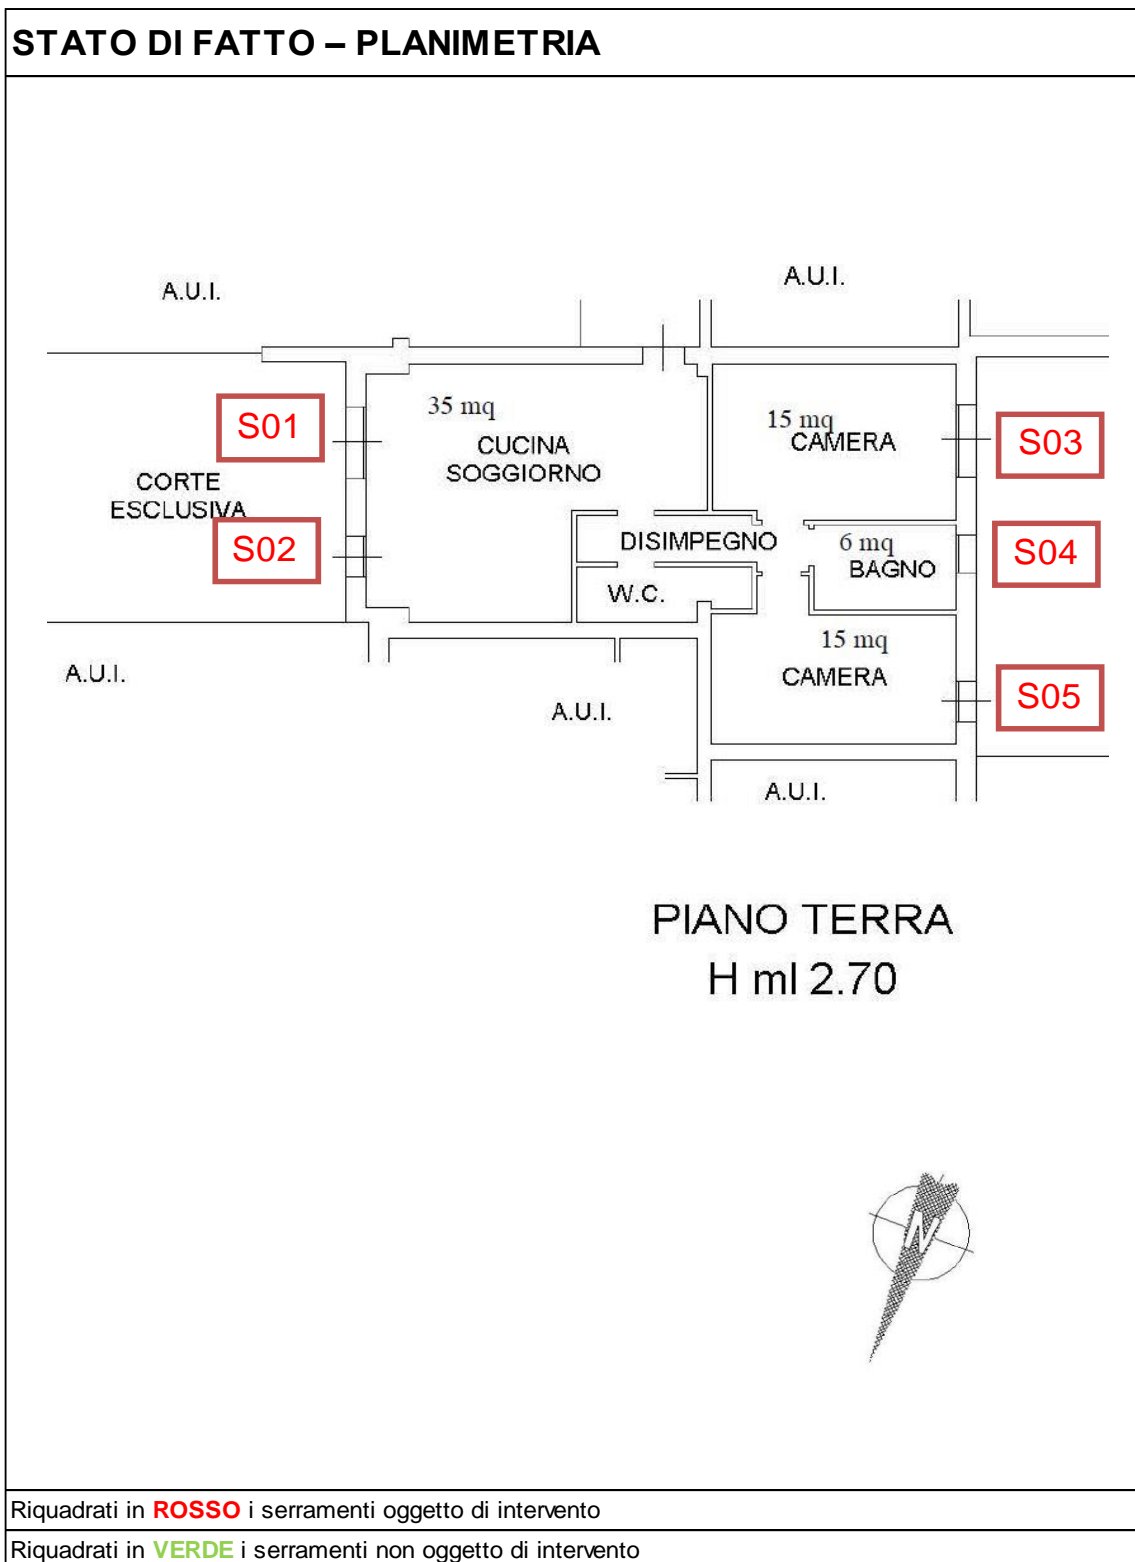 STATO DI FATTO – PLANIMETRIA
A.U.I.
A.U.I.
S01
35 mq
CUCINA
SOGGIORNO
15 mq
CAMERA
S03
CORTE
ESCLUSIVA
S02
DISIMPEGNO
6 mq
BAGNO
S04
W.C.
15 mq
CAMERA
A.U.I.
S05
A.U.I.
A.U.I.
PIANO TERRA
H ml 2.70
N
Riquadrati in ROSSO i serramenti oggetto di intervento
Riquadrati in VERDE i serramenti non oggetto di intervento